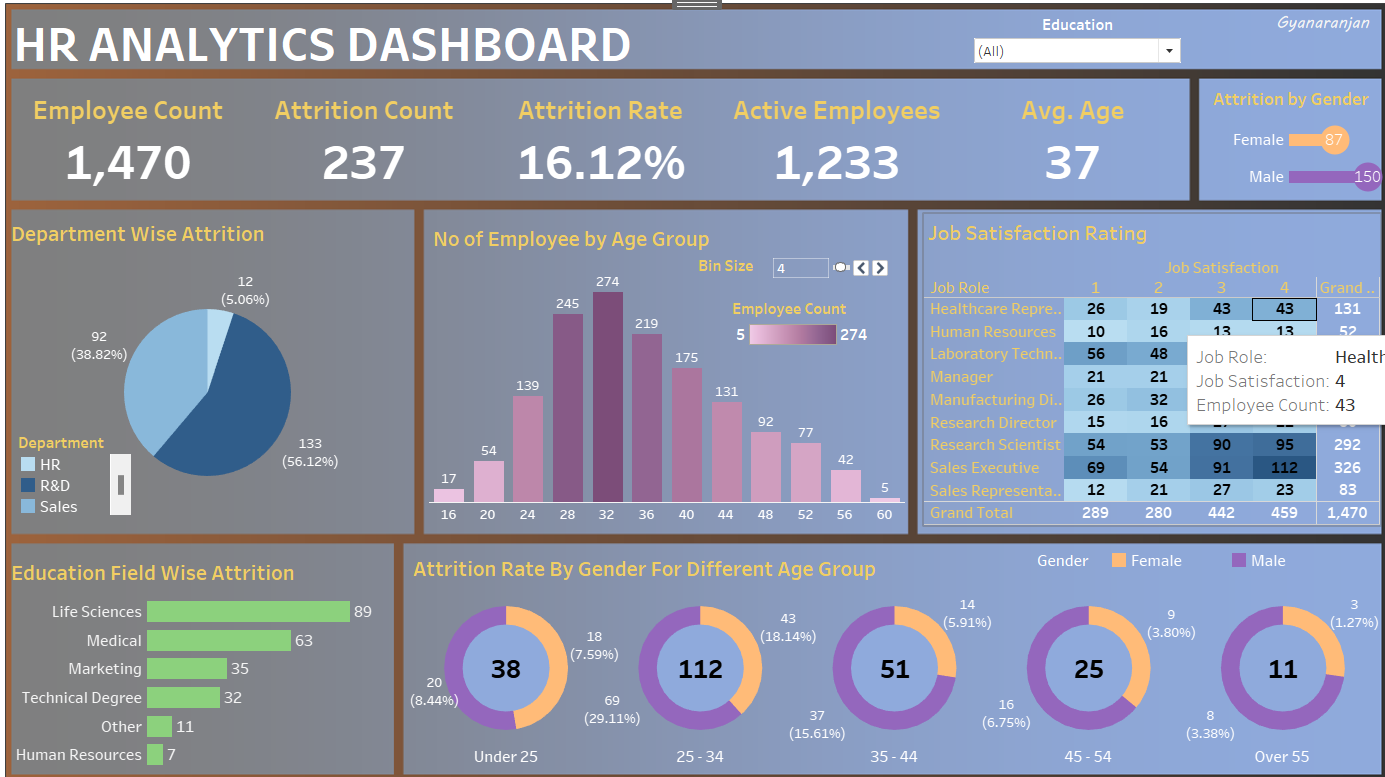 HR ANALYTICS DASHBOARD
Education
(All)
Gyanaranjan
Employee Count
1,470
Attrition Count
237
Attrition Rate
16.12%
Active Employees
1,233
Avg. Age
37
Attrition by Gender
Female 87
Male 150
Department Wise Attrition
12
(5.06%)
92
(38.82%)
133
(56.12%)
Department
HR
R&D
Sales
No of Employee by Age Group
Bin Size 4
Employee Count
5 274
17 54 139 245 274 219 175 131 92 77 42 5
16 20 24 28 32 36 40 44 48 52 56 60
Job Satisfaction Rating
Job Satisfaction
Job Role 1 2 3 4 Grand ..
Healthcare Repre.. 26 19 43 43 131
Human Resources 10 16 13 13 52
Laboratory Techn.. 56 48
Manager 21 21
Manufacturing Di.. 26 32
Research Director 15 16
Research Scientist 54 53 90 95 292
Sales Executive 69 54 91 112 326
Sales Representa.. 12 21 27 23 83
Grand Total 289 280 442 459 1,470
Job Role: Health
Job Satisfaction: 4
Employee Count: 43
Education Field Wise Attrition
Life Sciences 89
Medical 63
Marketing 35
Technical Degree 32
Other 11
Human Resources 7
Attrition Rate By Gender For Different Age Group
Gender Female Male
38
18
(7.59%)
20
(8.44%)
Under 25
112
43
(18.14%)
69
(29.11%)
25 - 34
51
14
(5.91%)
37
(15.61%)
35 - 44
25
9
(3.80%)
16
(6.75%)
45 - 54
11
3
(1.27%)
8
(3.38%)
Over 55